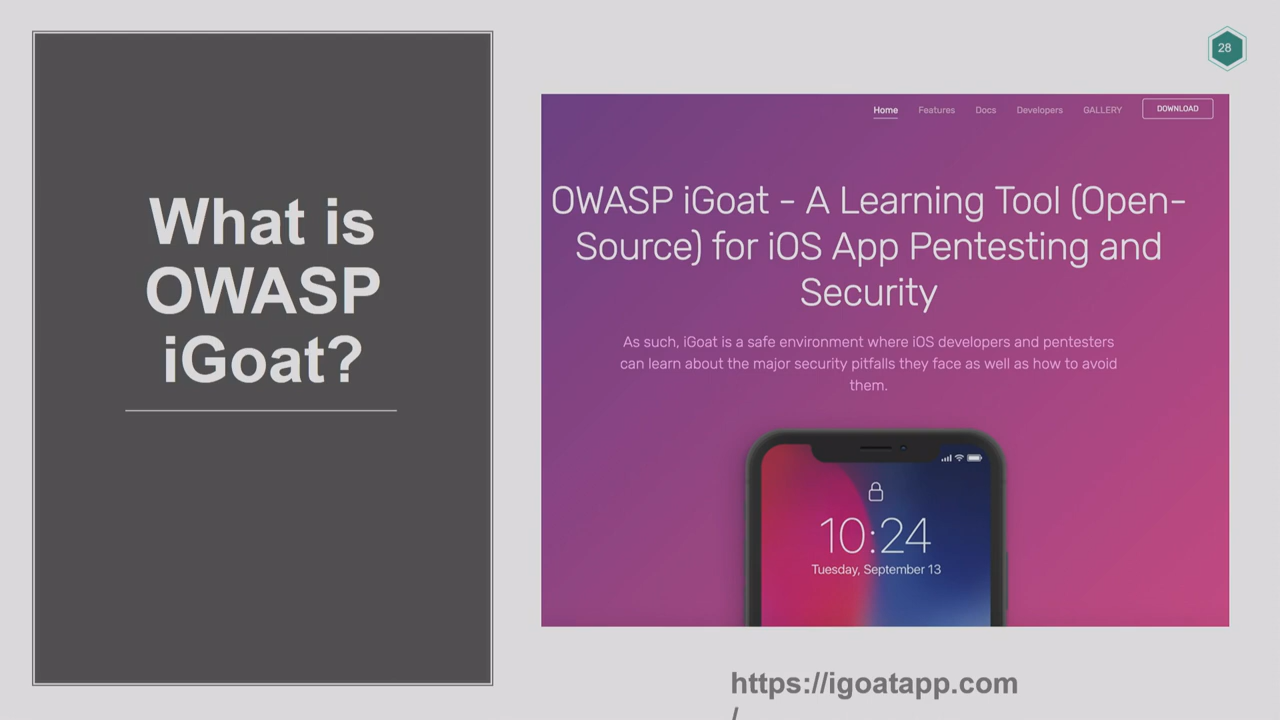 28
What is
OWASP
iGoat?
Home Features Docs Developers GALLERY DOWNLOAD
OWASP iGoat - A Learning Tool (Open-
Source) for iOS App Pentesting and
Security
As such, iGoat is a safe environment where iOS developers and pentesters
can learn about the major security pitfalls they face as well as how to avoid
them.
10:24
Tuesday, September 13
https://igoatapp.com
/